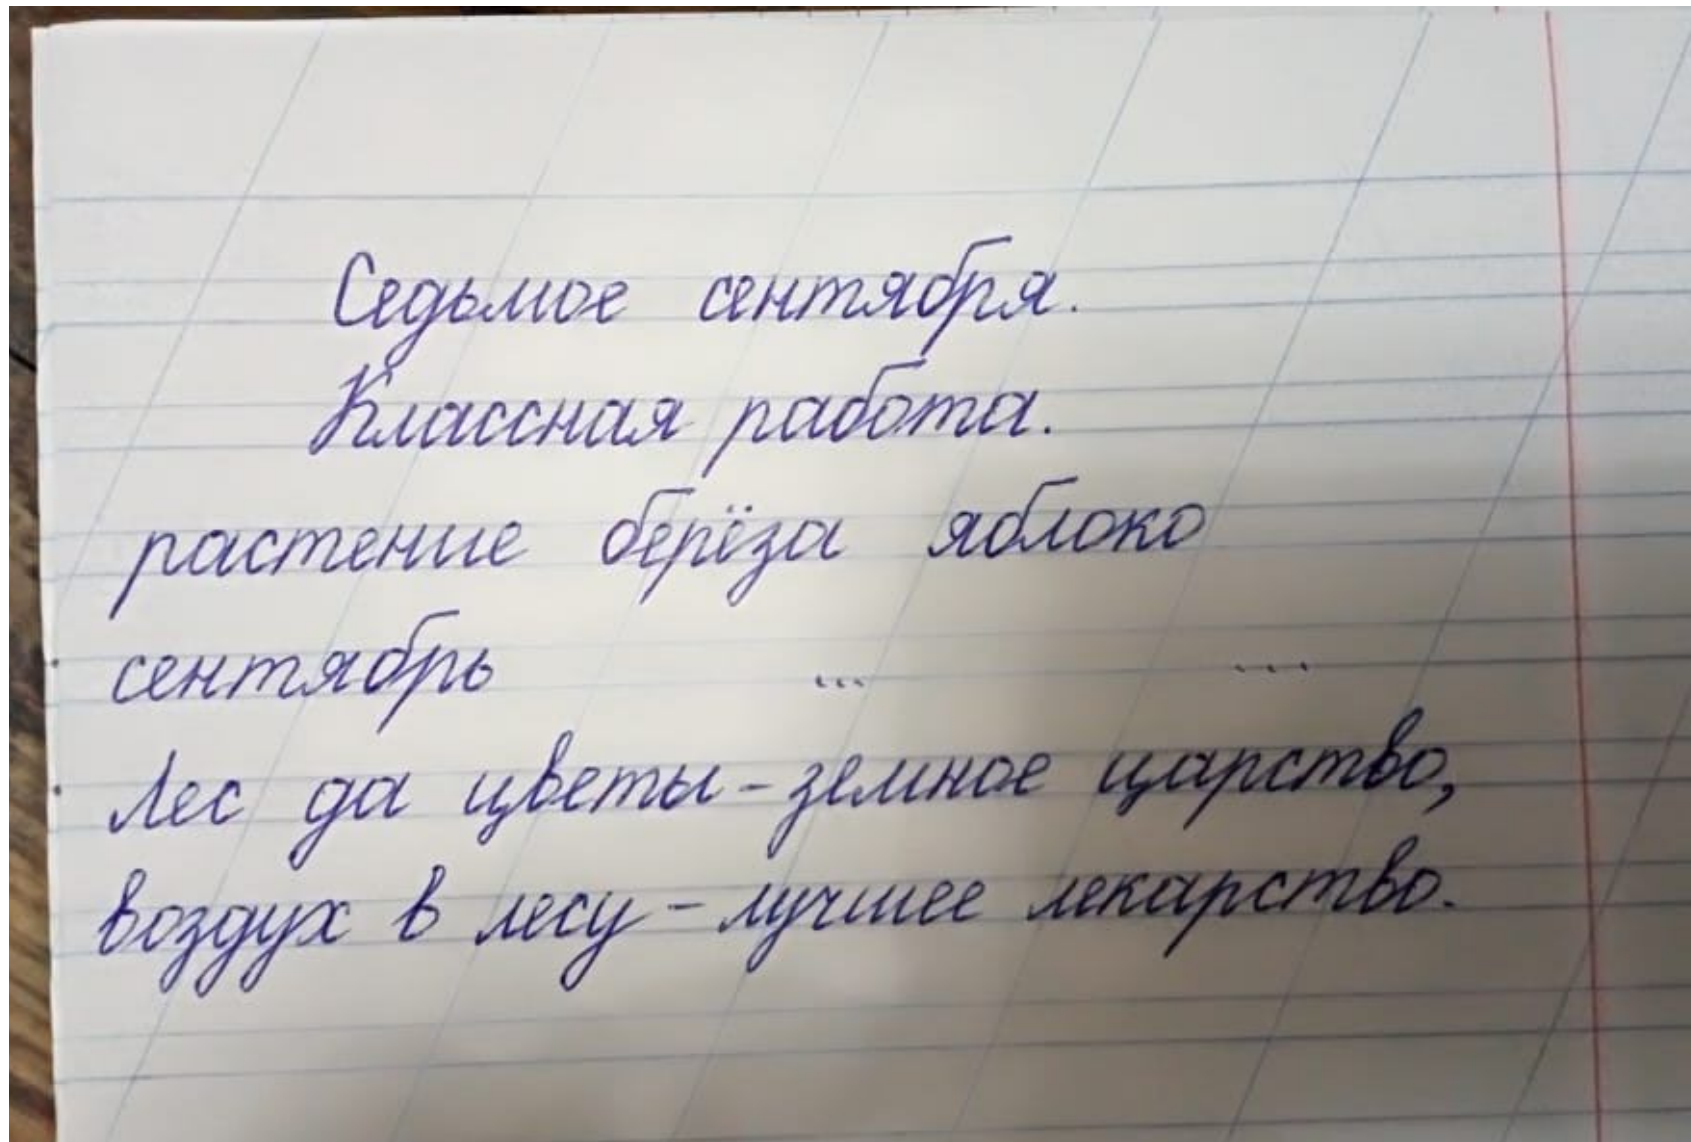 Седьмое сентября.
Классная работа.
растение берёза яблоко
сентябрь ... ...
Лес да цветы - земное царство,
воздух в лесу - лучшее лекарство.